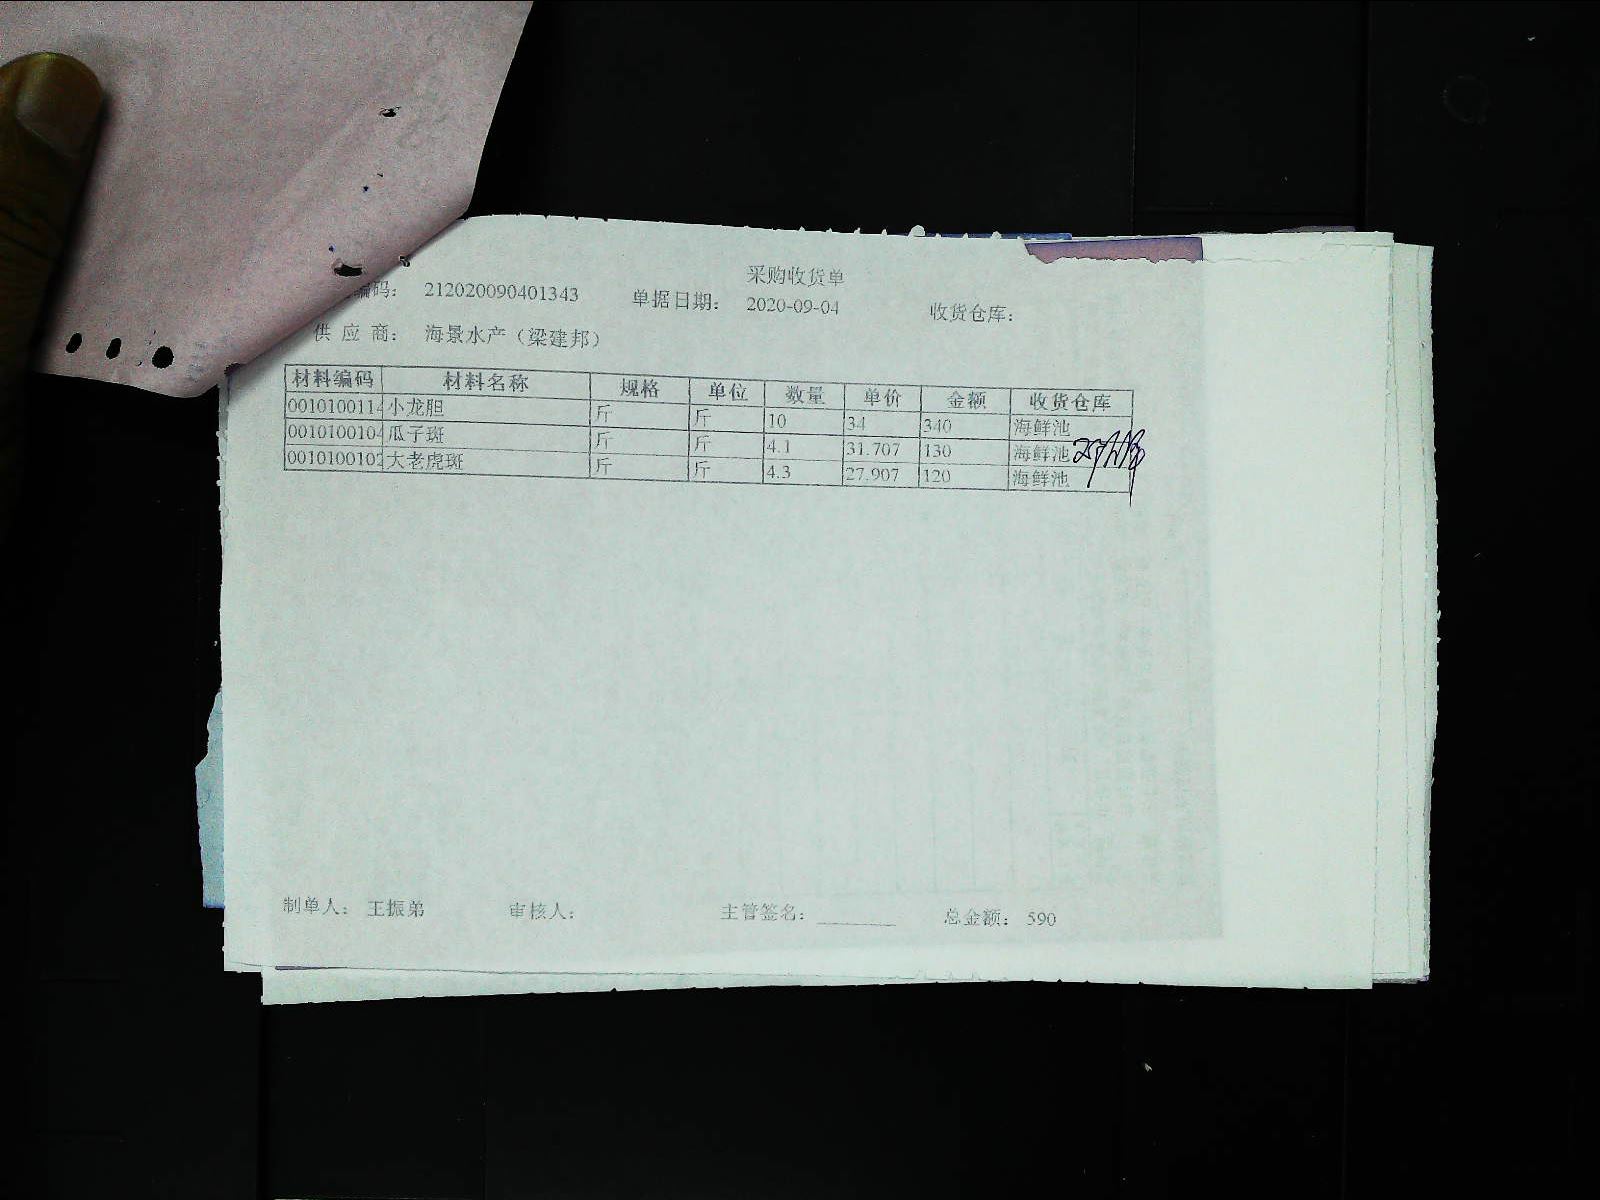 采购收货单
编码： 212020090401343 单据日期： 2020-09-04 收货仓库：
供 应 商： 海景水产（梁建邦）
材料编码 材料名称 规格 单位 数量 单价 金额 收货仓库
0010100114 小龙胆 斤 斤 10 34 340 海鲜池
0010100104 瓜子斑 斤 斤 4.1 31.707 130 海鲜池
0010100102 大老虎斑 斤 斤 4.3 27.907 120 海鲜池
制单人： 王振弟 审核人： 主管签名： 总金额： 590